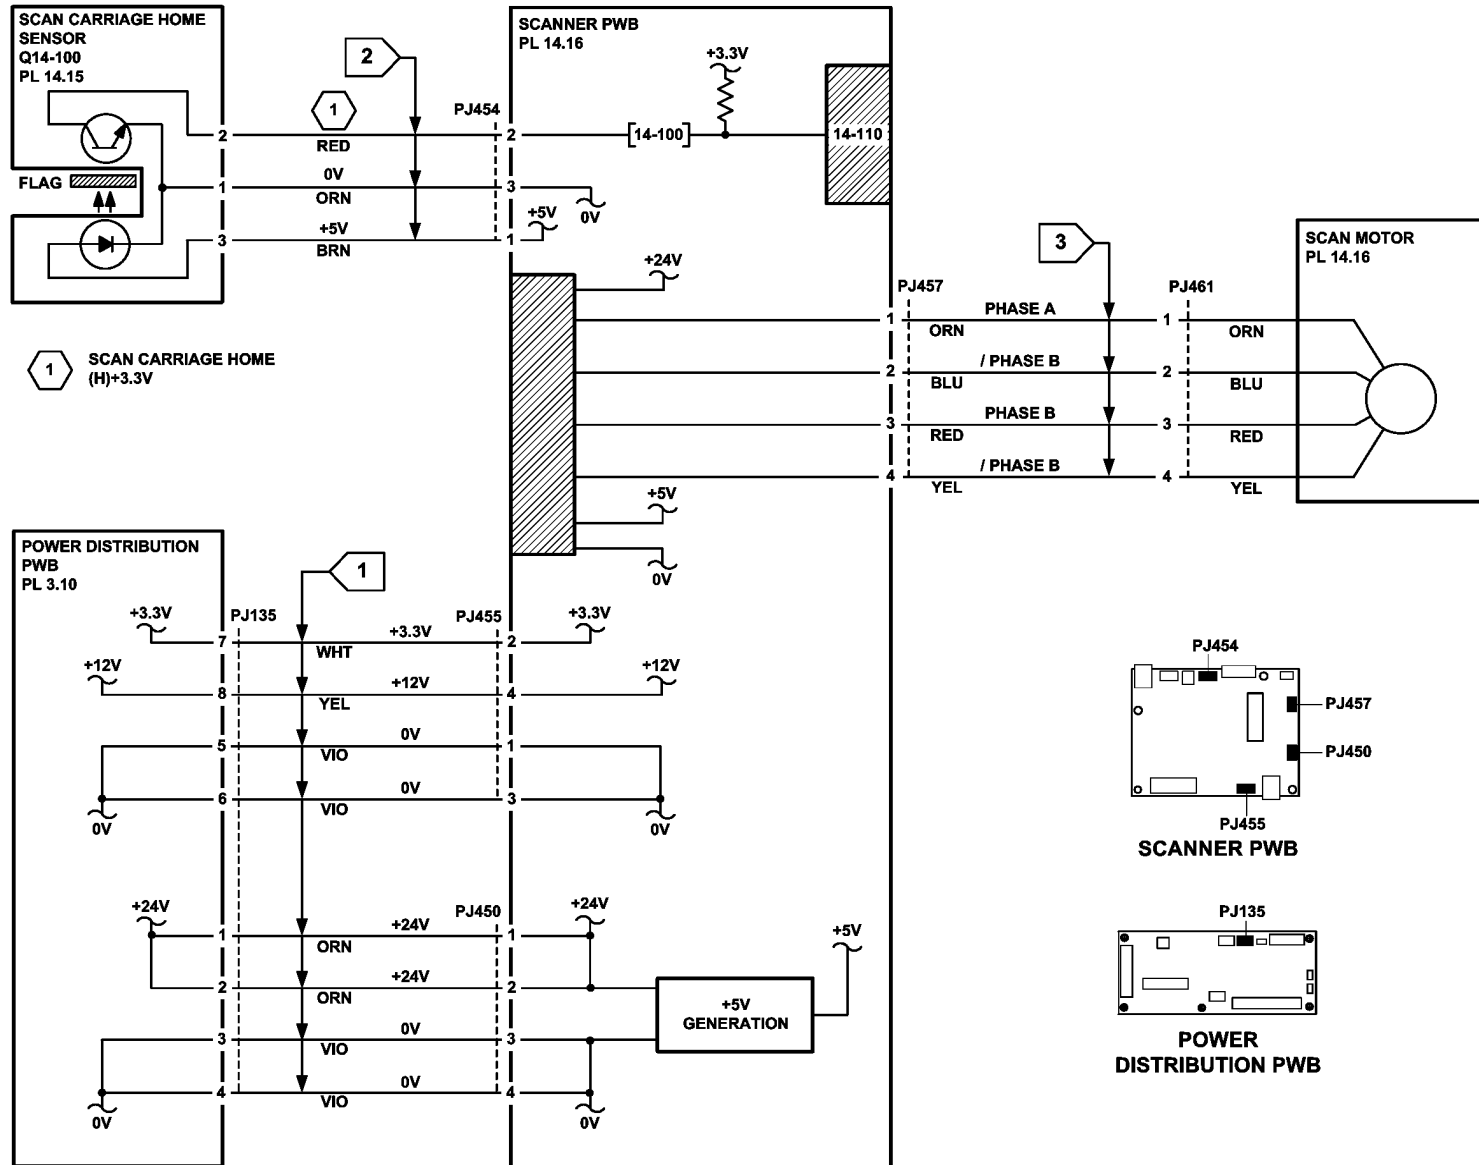 SCAN CARRIAGE HOME
SENSOR
Q14-100
PL 14.15
FLAG
2
1
3
1
RED
0V
ORN
+5V
BRN
2
PJ454
2
3
1
SCANNER PWB
PL 14.16
+3.3V
[14-100]
14-110
0V
+5V
1
SCAN CARRIAGE HOME
(H)+3.3V
+24V
+5V
0V
PJ457
3
PJ461
SCAN MOTOR
PL 14.16
1
PHASE A
ORN
1
ORN
2
/ PHASE B
BLU
2
BLU
3
PHASE B
RED
3
RED
4
/ PHASE B
YEL
4
YEL
POWER DISTRIBUTION
PWB
PL 3.10
1
+3.3V
PJ135
PJ455
+3.3V
7
+3.3V
WHT
2
+12V
+12V
8
+12V
YEL
4
5
0V
VIO
1
6
0V
VIO
3
0V
0V
+24V
PJ450
+24V
1
+24V
ORN
1
2
+24V
ORN
2
3
0V
VIO
3
4
0V
VIO
4
0V
0V
+5V
GENERATION
+5V
PJ454
PJ457
PJ450
PJ455
SCANNER PWB
PJ135
POWER
DISTRIBUTION PWB